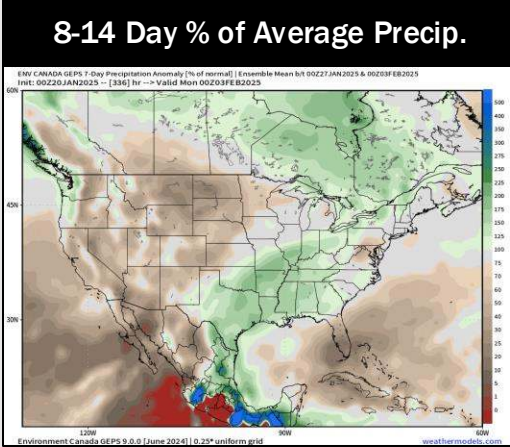 8-14 Day % of Average Precip.
ENV CANADA GEPS 7-Day Precipitation Anomaly [% of normal] | Ensemble Mean b/t 00Z27JAN2025 & 00Z03FEB2025
Init: 00Z20JAN2025 -- [336] hr --> Valid Mon 00Z03FEB2025
60N
45N
30N
120W
90W
60W
500
400
350
300
275
250
225
200
175
150
125
100
75
70
60
50
40
30
20
10
5
1
0
Environment Canada GEPS 9.0.0 [June 2024] | 0.25° uniform grid
weathermodels.com